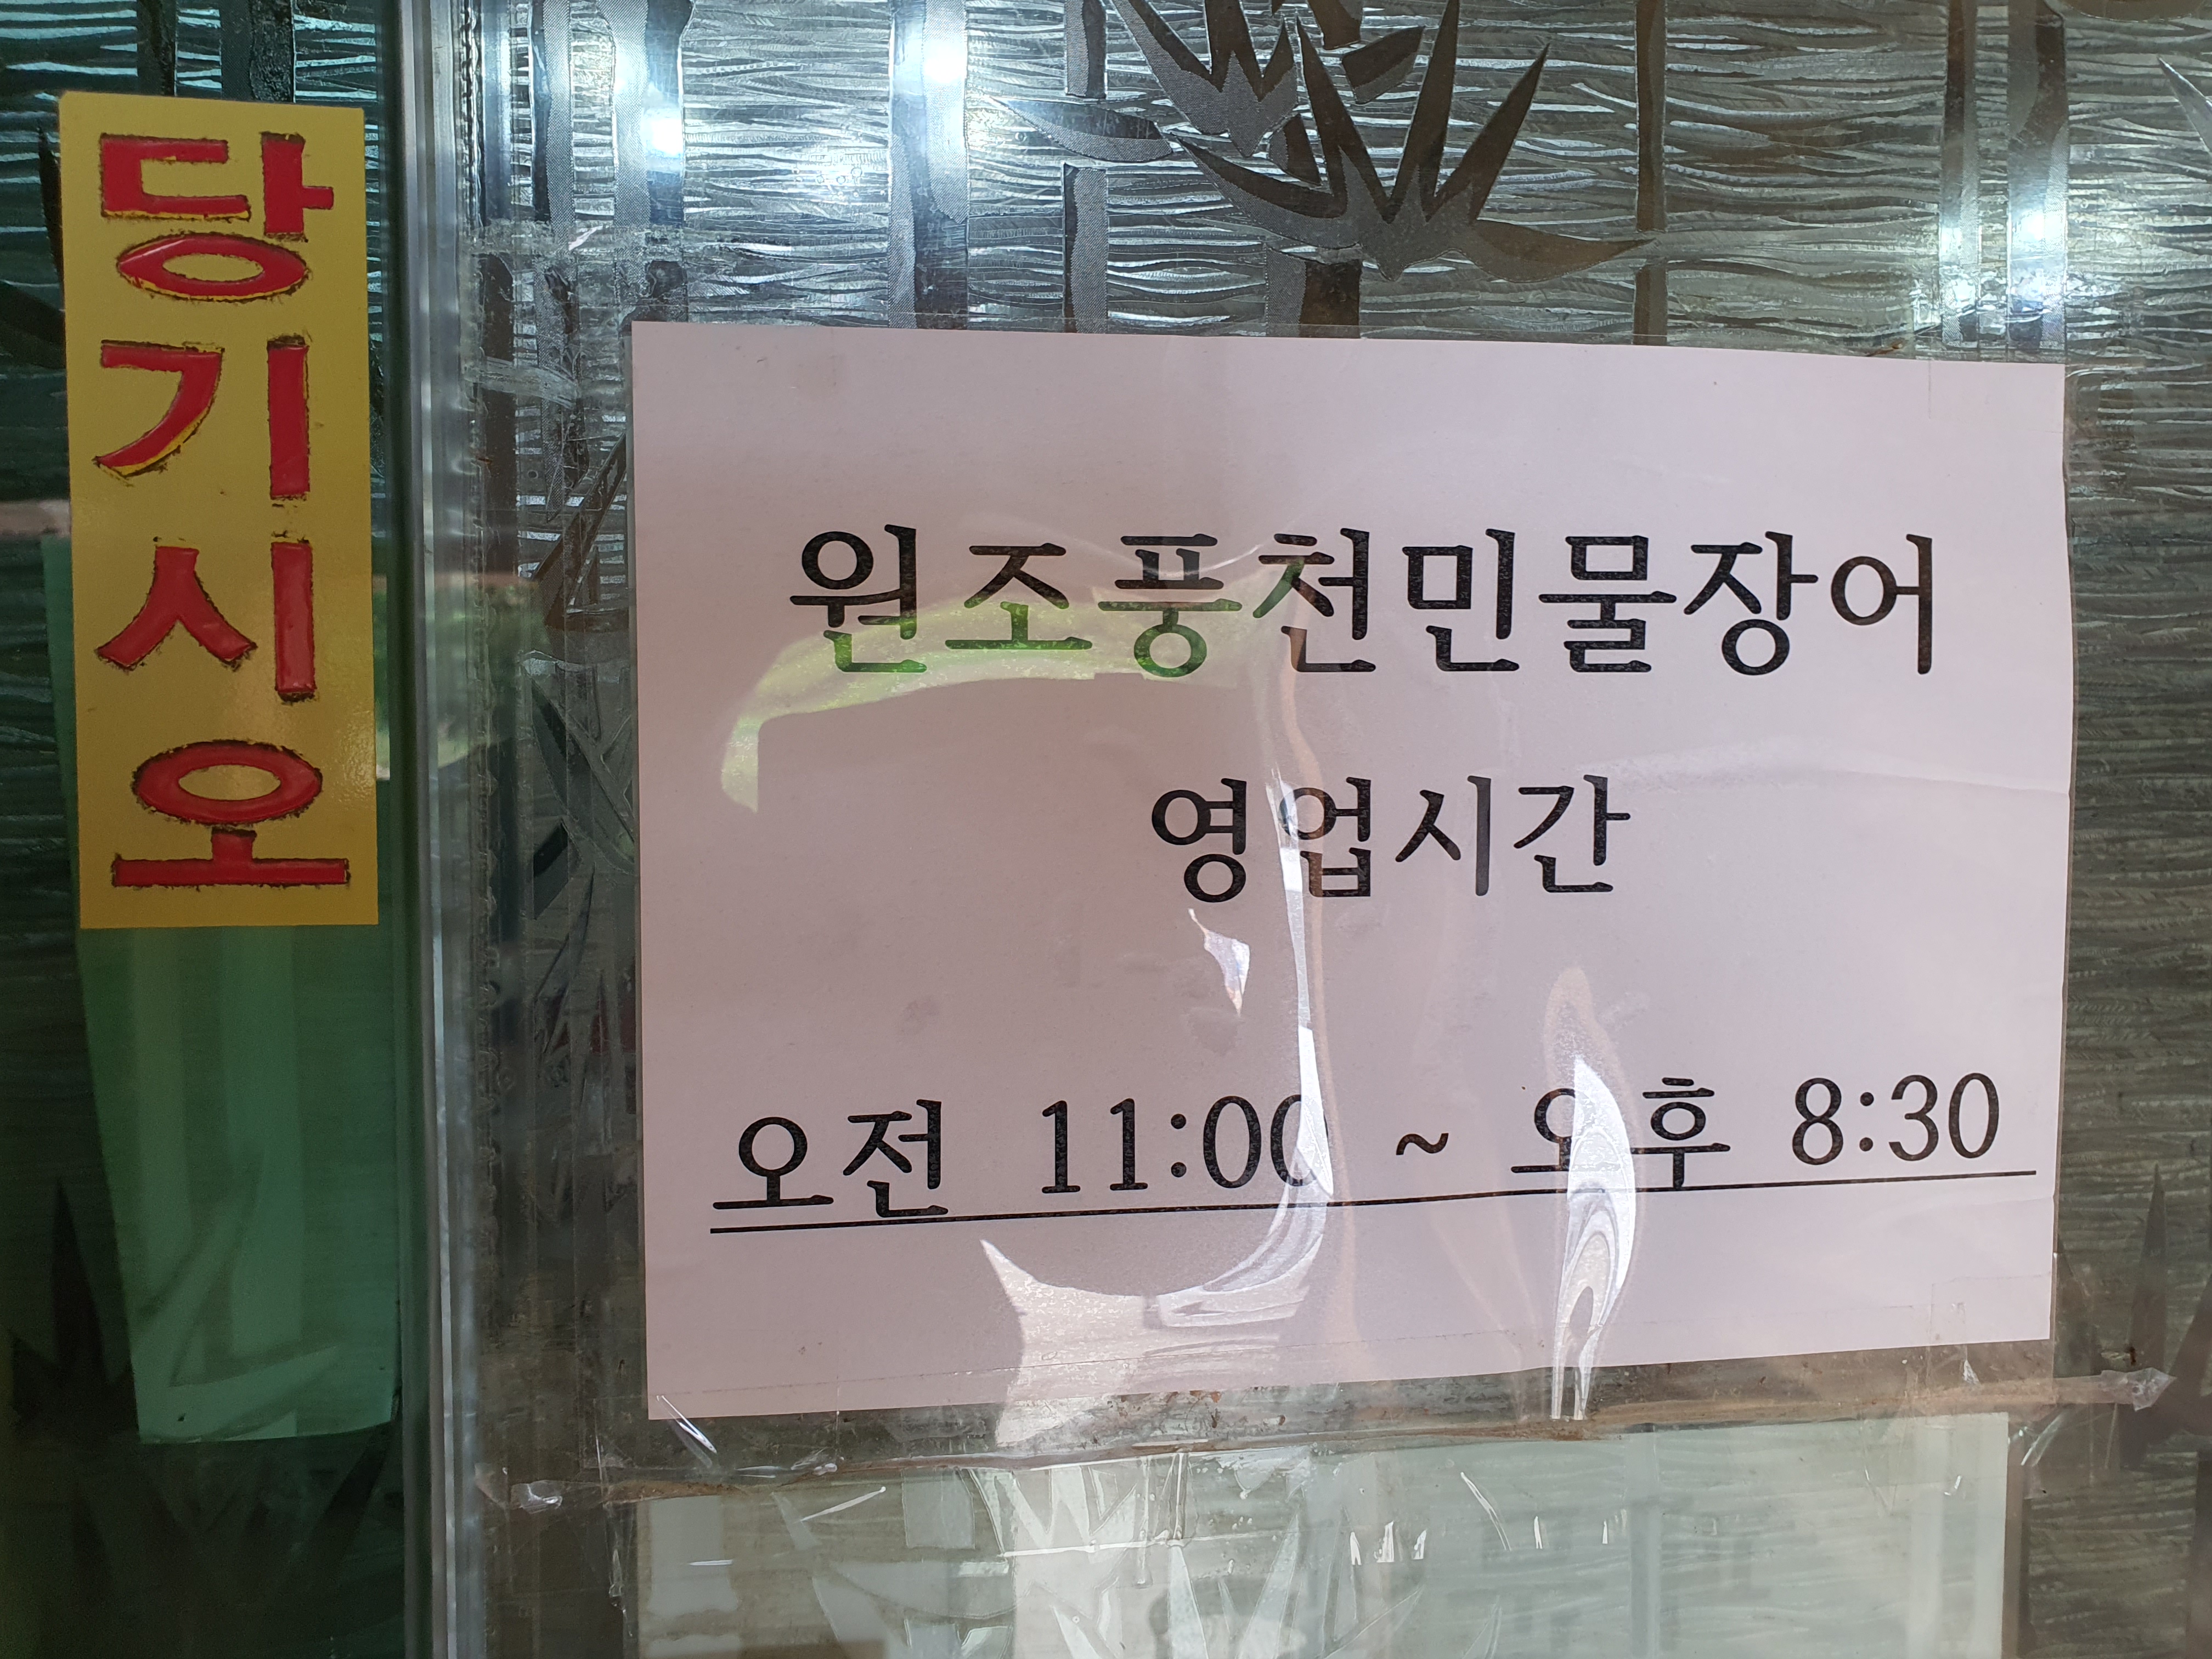 당기시오
원조풍천민물장어
영업시간
오전 11:00 ~ 오후 8:30